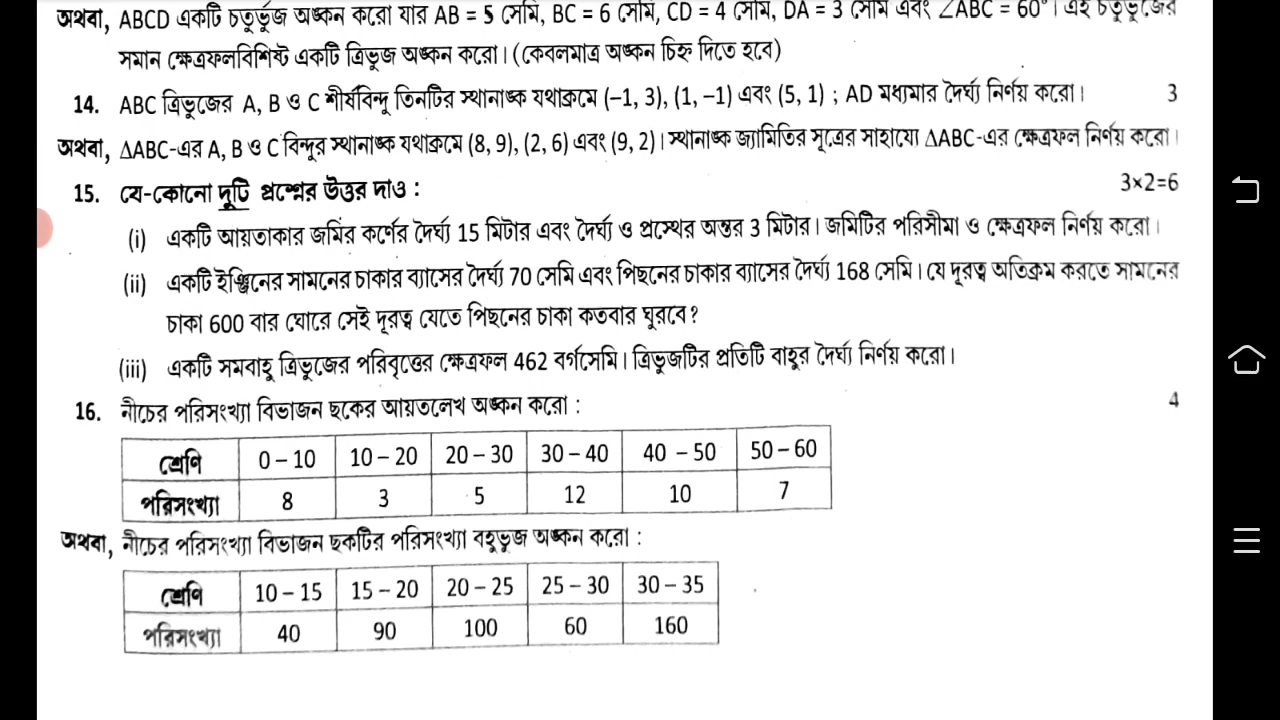 অথবা, ABCD একটি চতুর্ভুজ অঙ্কন করো যার AB = 5 সেমি, BC = 6 সেমি, CD = 4 সেমি, DA = 3 সেমি এবং ∠ABC = 60°। এই চতুর্ভুজের
সমান ক্ষেত্রফলবিশিষ্ট একটি ত্রিভুজ অঙ্কন করো। (কেবলমাত্র অঙ্কন চিহ্ন দিতে হবে)
14. ABC ত্রিভুজের A, B ও C শীর্ষবিন্দু তিনটির স্থানাঙ্ক যথাক্রমে (−1, 3), (1, −1) এবং (5, 1) ; AD মধ্যমার দৈর্ঘ্য নির্ণয় করো। 3
অথবা, ΔABC-এর A, B ও C বিন্দুর স্থানাঙ্ক যথাক্রমে (8, 9), (2, 6) এবং (9, 2)। স্থানাঙ্ক জ্যামিতির সূত্রের সাহায্যে ΔABC-এর ক্ষেত্রফল নির্ণয় করো।
15. যে-কোনো দুটি প্রশ্নের উত্তর দাও : 3×2=6
(i) একটি আয়তাকার জমির কর্ণের দৈর্ঘ্য 15 মিটার এবং দৈর্ঘ্য ও প্রস্থের অন্তর 3 মিটার। জমিটির পরিসীমা ও ক্ষেত্রফল নির্ণয় করো।
(ii) একটি ইঞ্জিনের সামনের চাকার ব্যাসের দৈর্ঘ্য 70 সেমি এবং পিছনের চাকার ব্যাসের দৈর্ঘ্য 168 সেমি। যে দূরত্ব অতিক্রম করতে সামনের
চাকা 600 বার ঘোরে সেই দূরত্ব যেতে পিছনের চাকা কতবার ঘুরবে?
(iii) একটি সমবাহু ত্রিভুজের পরিবৃত্তের ক্ষেত্রফল 462 বর্গসেমি। ত্রিভুজটির প্রতিটি বাহুর দৈর্ঘ্য নির্ণয় করো।
16. নীচের পরিসংখ্যা বিভাজন ছকের আয়তলেখ অঙ্কন করো : 4
শ্রেণি 0 – 10 10 – 20 20 – 30 30 – 40 40 – 50 50 – 60
পরিসংখ্যা 8 3 5 12 10 7
অথবা, নীচের পরিসংখ্যা বিভাজন ছকটির পরিসংখ্যা বহুভুজ অঙ্কন করো :
শ্রেণি 10 – 15 15 – 20 20 – 25 25 – 30 30 – 35
পরিসংখ্যা 40 90 100 60 160